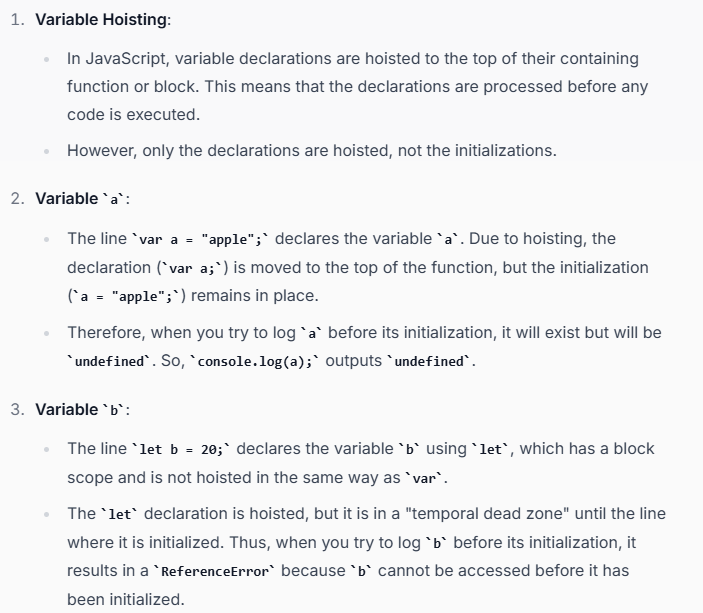 1. Variable Hoisting:
• In JavaScript, variable declarations are hoisted to the top of their containing
function or block. This means that the declarations are processed before any
code is executed.
• However, only the declarations are hoisted, not the initializations.
2. Variable `a`:
• The line `var a = "apple";` declares the variable `a`. Due to hoisting, the
declaration (`var a;`) is moved to the top of the function, but the initialization
(`a = "apple";`) remains in place.
• Therefore, when you try to log `a` before its initialization, it will exist but will be
`undefined`. So, `console.log(a);` outputs `undefined`.
3. Variable `b`:
• The line `let b = 20;` declares the variable `b` using `let`, which has a block
scope and is not hoisted in the same way as `var`.
• The `let` declaration is hoisted, but it is in a "temporal dead zone" until the line
where it is initialized. Thus, when you try to log `b` before its initialization, it
results in a `ReferenceError` because `b` cannot be accessed before it has
been initialized.